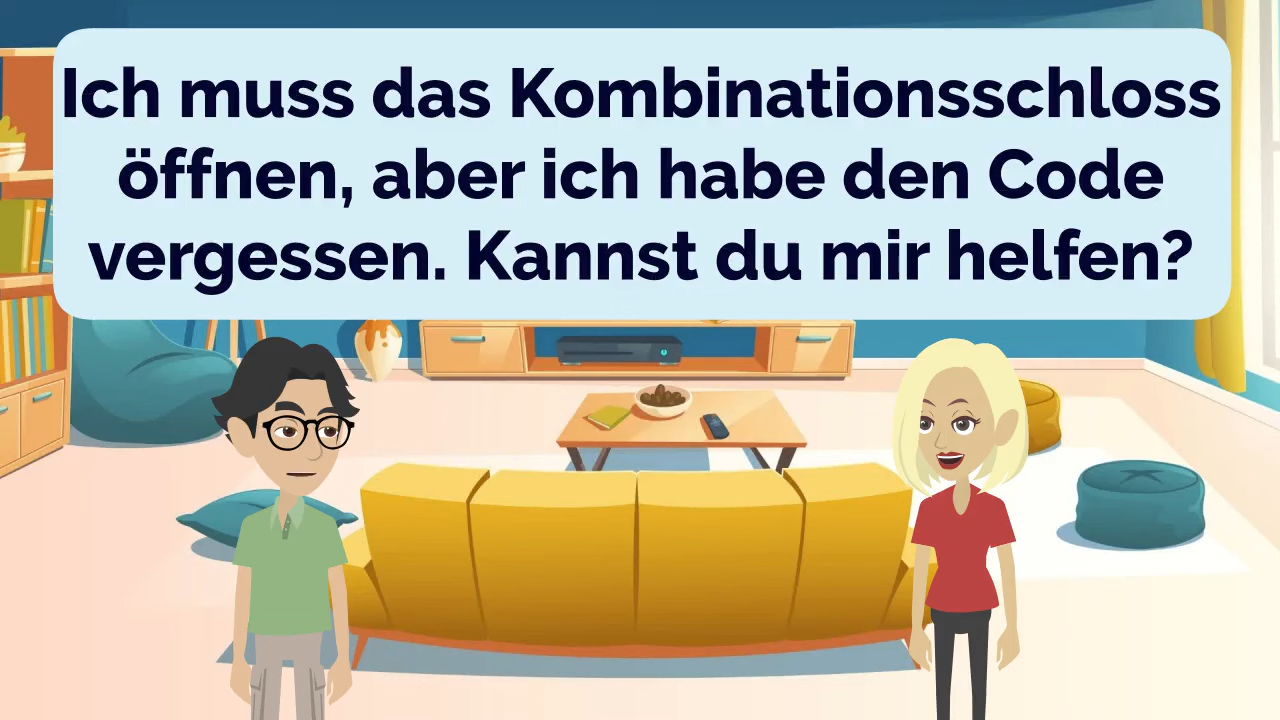 Ich muss das Kombinationsschloss
öffnen, aber ich habe den Code
vergessen. Kannst du mir helfen?